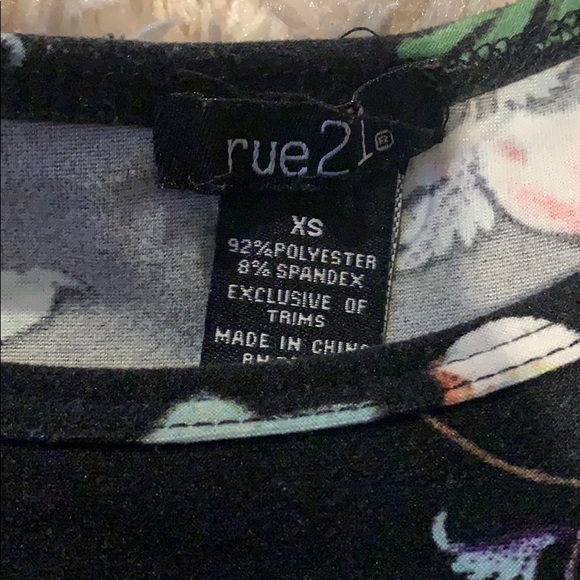 rue21
XS
92% POLYESTER
8% SPANDEX
EXCLUSIVE OF
TRIMS
MADE IN CHINA